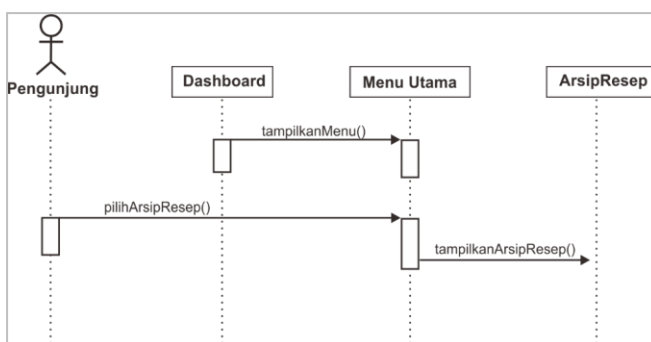 Pengunjung
Dashboard
Menu Utama
ArsipResep
tampilkanMenu()
pilihArsipResep()
tampilkanArsipResep()